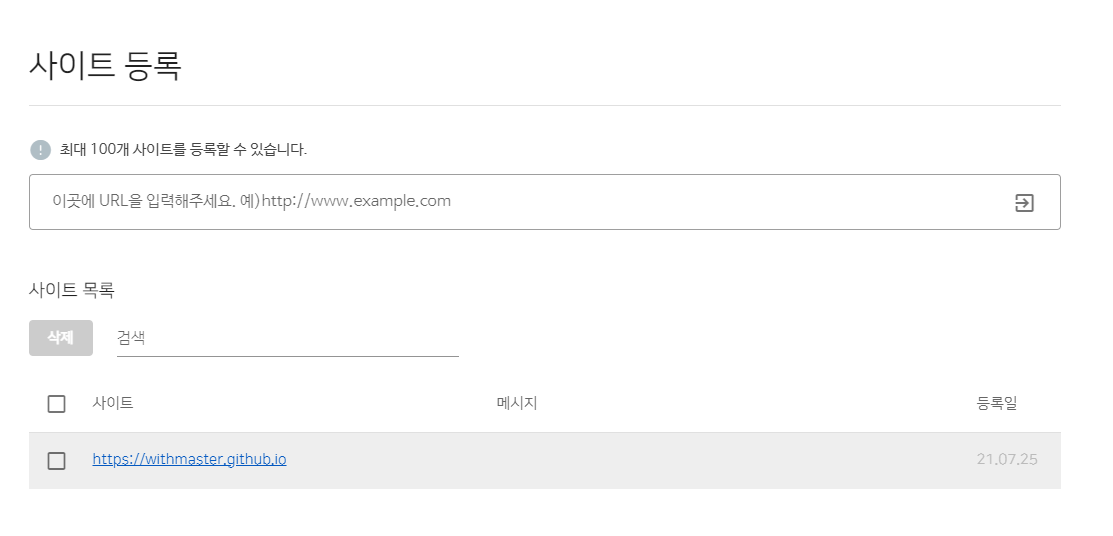 사이트 등록
최대 100개 사이트를 등록할 수 있습니다.
이곳에 URL을 입력해주세요. 예)http://www.example.com
사이트 목록
삭제 검색
사이트 메시지 등록일
https://withmaster.github.io 21.07.25